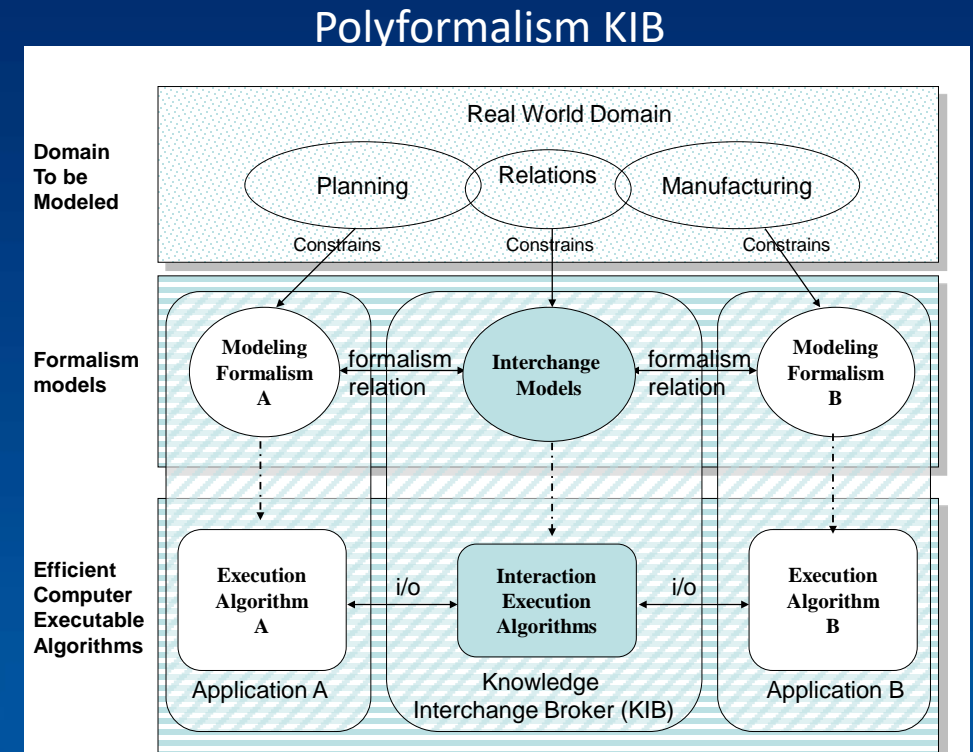 Polyformalism KIB
Real World Domain
Domain
To be
Modeled
Planning
Relations
Manufacturing
Constrains
Constrains
Constrains
Formalism
models
Modeling
Formalism
A
formalism
relation
Interchange
Models
formalism
relation
Modeling
Formalism
B
Efficient
Computer
Executable
Algorithms
Execution
Algorithm
A
i/o
Interaction
Execution
Algorithms
i/o
Execution
Algorithm
B
Application A
Knowledge
Interchange Broker (KIB)
Application B